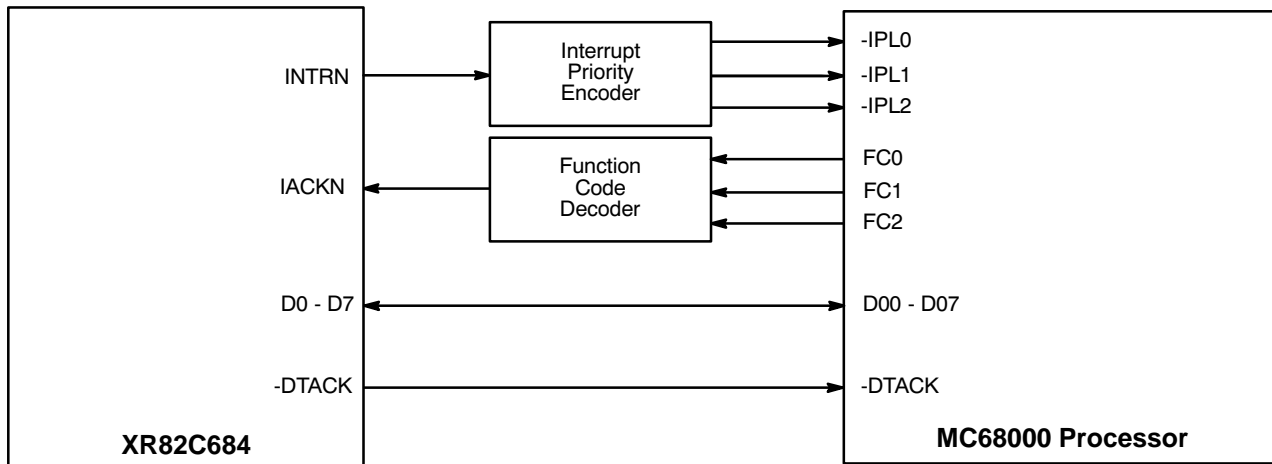 INTRN
IACKN
D0 - D7
-DTACK
XR82C684
Interrupt
Priority
Encoder
Function
Code
Decoder
-IPL0
-IPL1
-IPL2
FC0
FC1
FC2
D00 - D07
-DTACK
MC68000 Processor